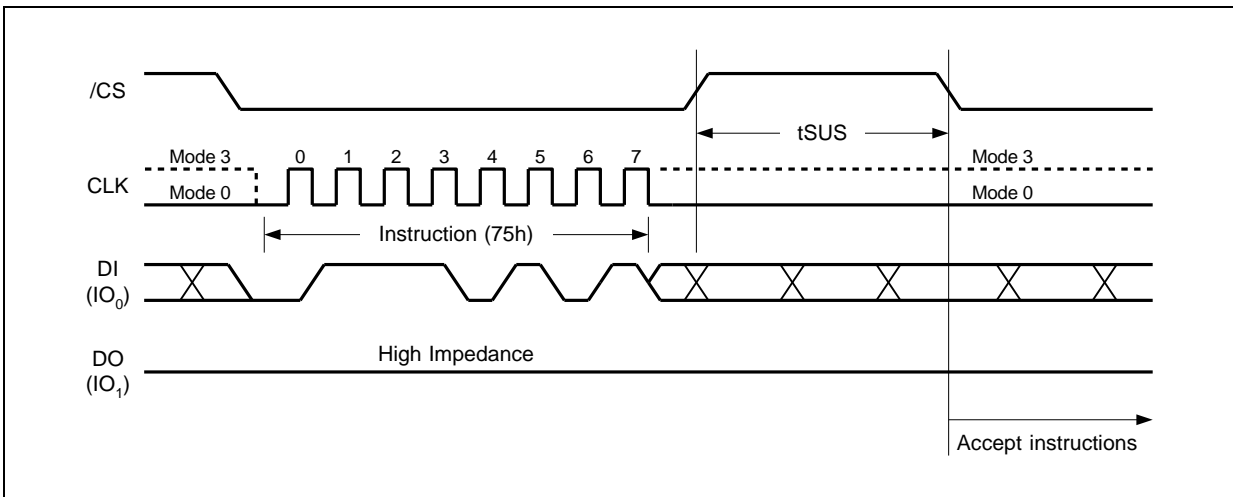 /CS
tSUS
0 1 2 3 4 5 6 7
Mode 3 Mode 3
CLK
Mode 0 Mode 0
Instruction (75h)
DI
(IO0)
High Impedance
DO
(IO1)
Accept instructions